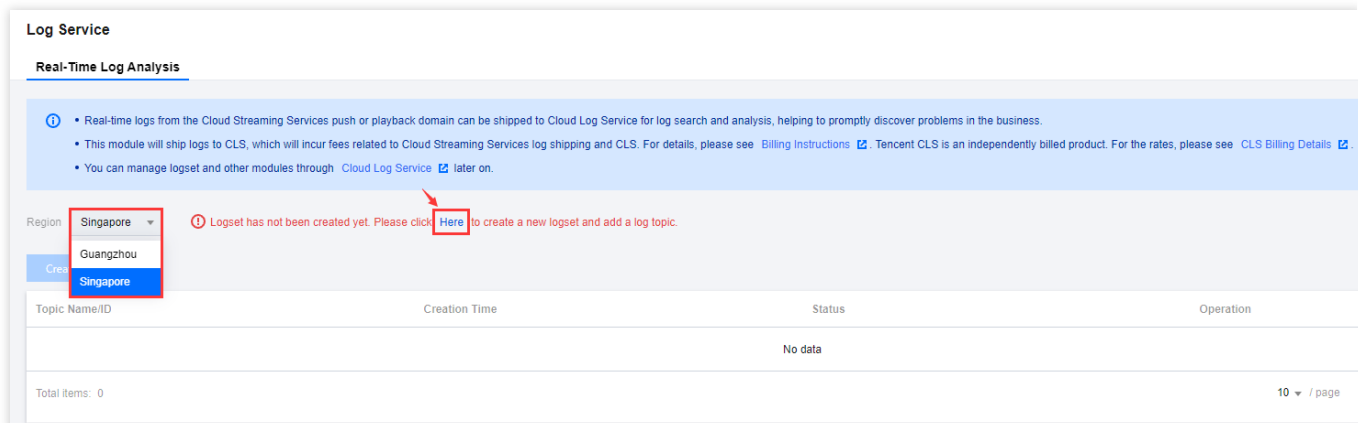 Log Service
Real-Time Log Analysis
• Real-time logs from the Cloud Streaming Services push or playback domain can be shipped to Cloud Log Service for log search and analysis, helping to promptly discover problems in the business.
• This module will ship logs to CLS, which will incur fees related to Cloud Streaming Services log shipping and CLS. For details, please see Billing Instructions . Tencent CLS is an independently billed product. For the rates, please see CLS Billing Details .
• You can manage logset and other modules through Cloud Log Service later on.
Region Singapore Logset has not been created yet. Please click Here to create a new logset and add a log topic.
Guangzhou
Singapore
Topic Name/ID Creation Time Status Operation
No data
Total items: 0 10 / page